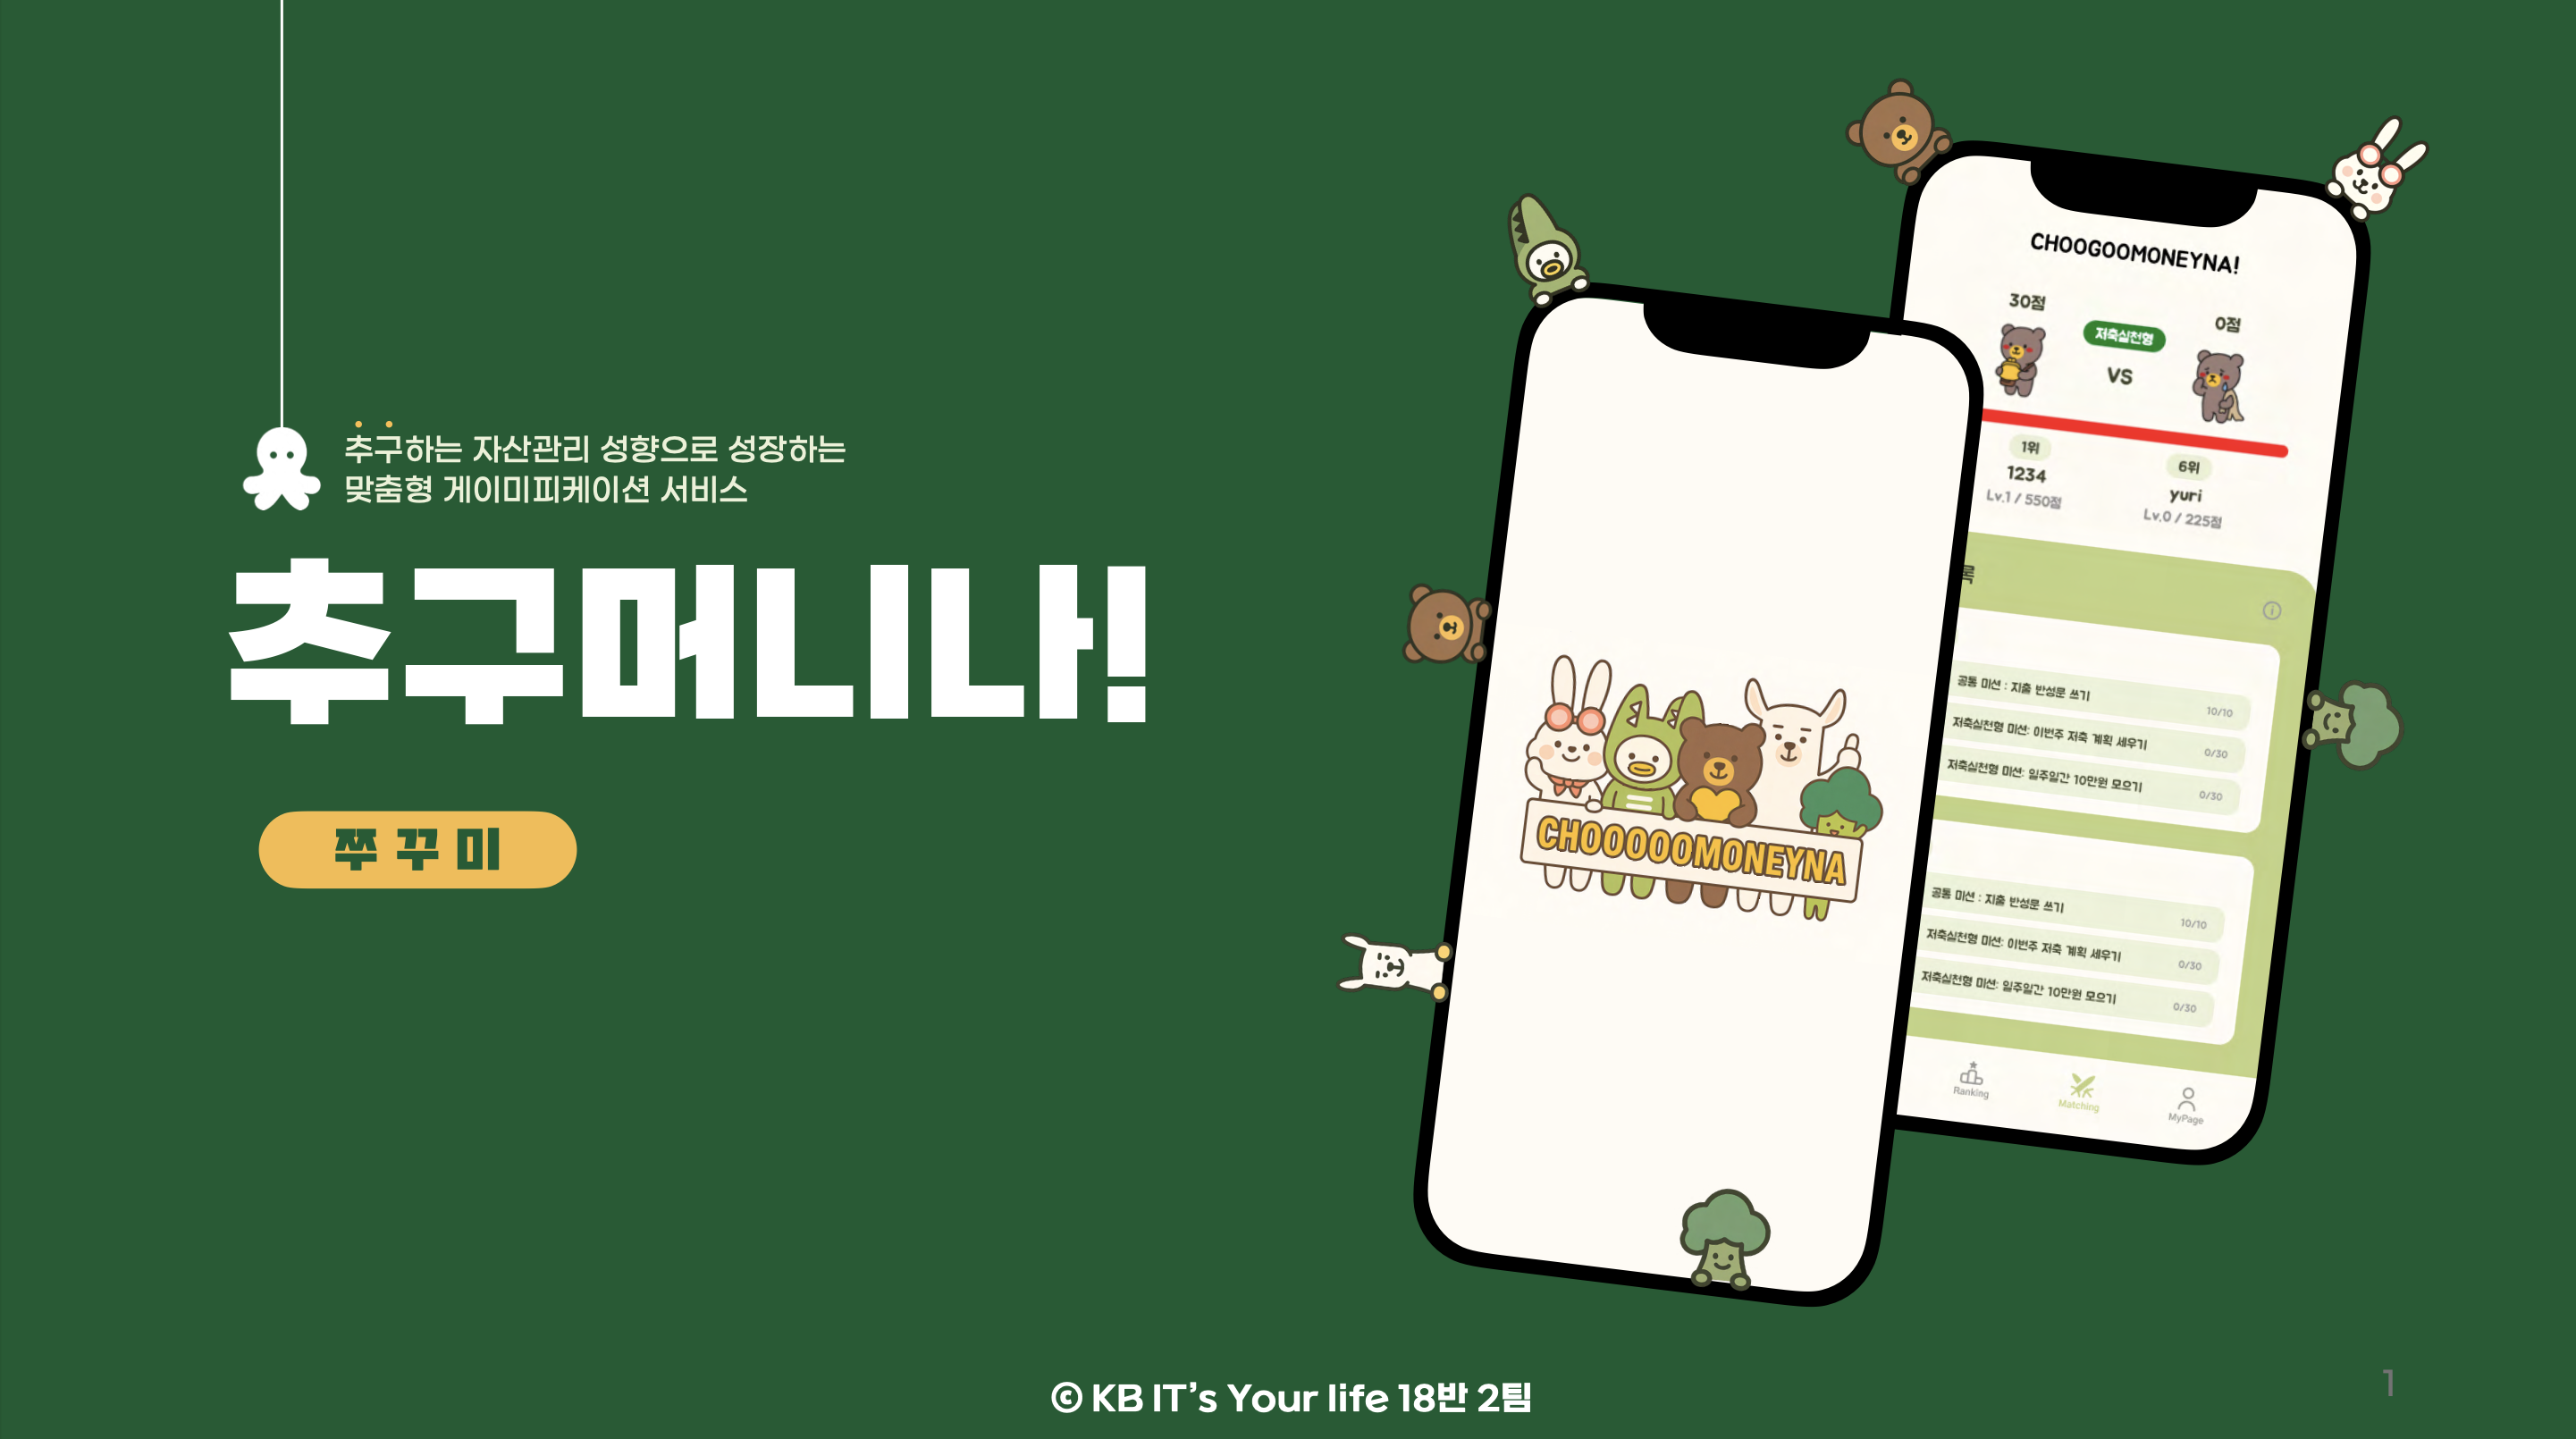 추구하는 자산관리 성향으로 성장하는
맞춤형 게이미피케이션 서비스
추구머니나!
쭈꾸미
CHOOOOOMONEYNA
CHOOGOOMONEYNA!
30점
저축실천형
0점
VS
1위
6위
1234
yuri
Lv.1 / 550점
Lv.0 / 225점
록
공통 미션 : 지출 반성문 쓰기 10/10
저축실천형 미션: 이번주 저축 계획 세우기 0/30
저축실천형 미션: 일주일간 10만원 모으기 0/30
공통 미션 : 지출 반성문 쓰기 10/10
저축실천형 미션: 이번주 저축 계획 세우기 0/30
저축실천형 미션: 일주일간 10만원 모으기 0/30
Ranking
Matching
MyPage
© KB IT's Your life 18반 2팀
1